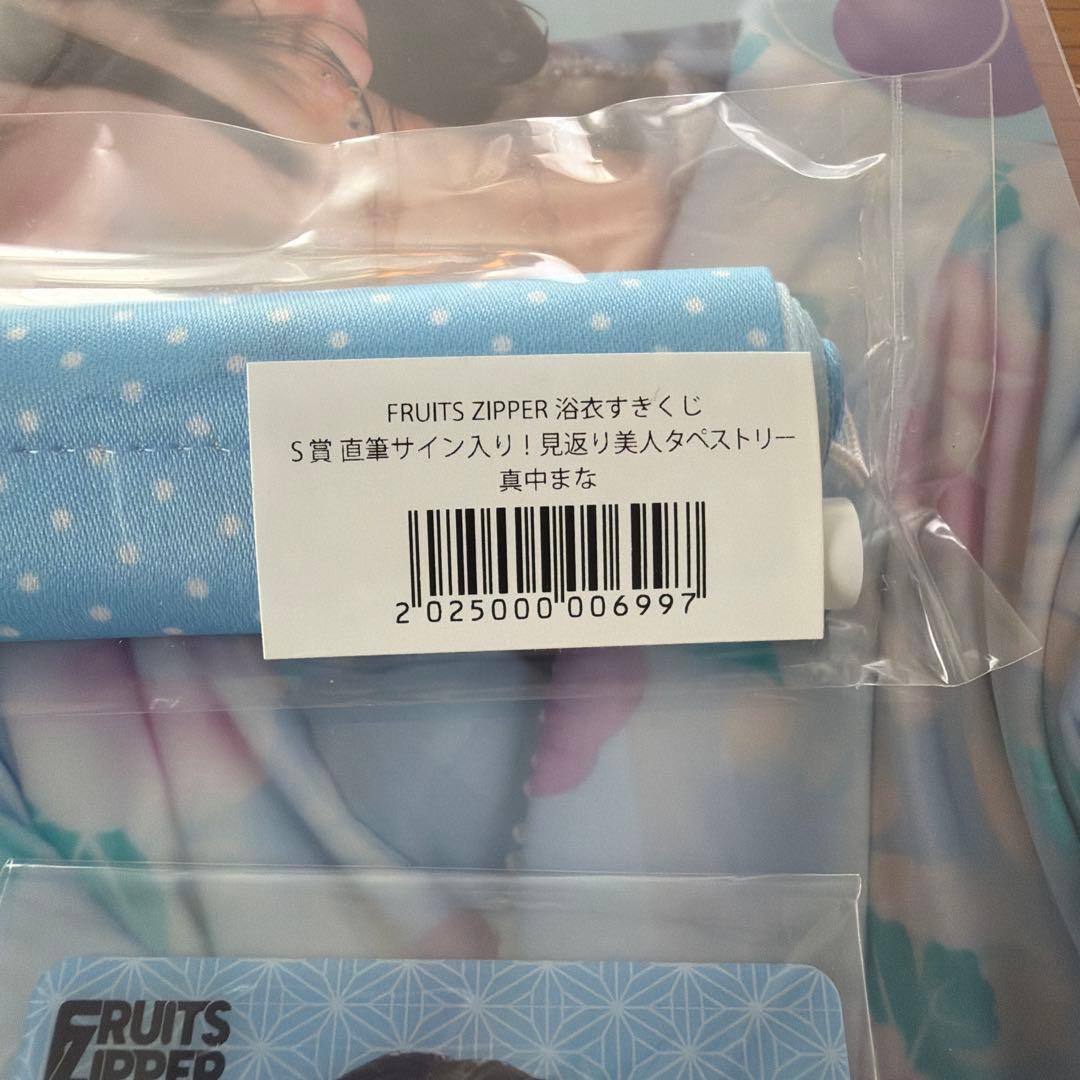 FRUITS ZIPPER 浴衣すきくじ
S賞 直筆サイン入り！見返り美人タペストリー
真中まな
2 025000 006997
FRUITS
ZIPPER